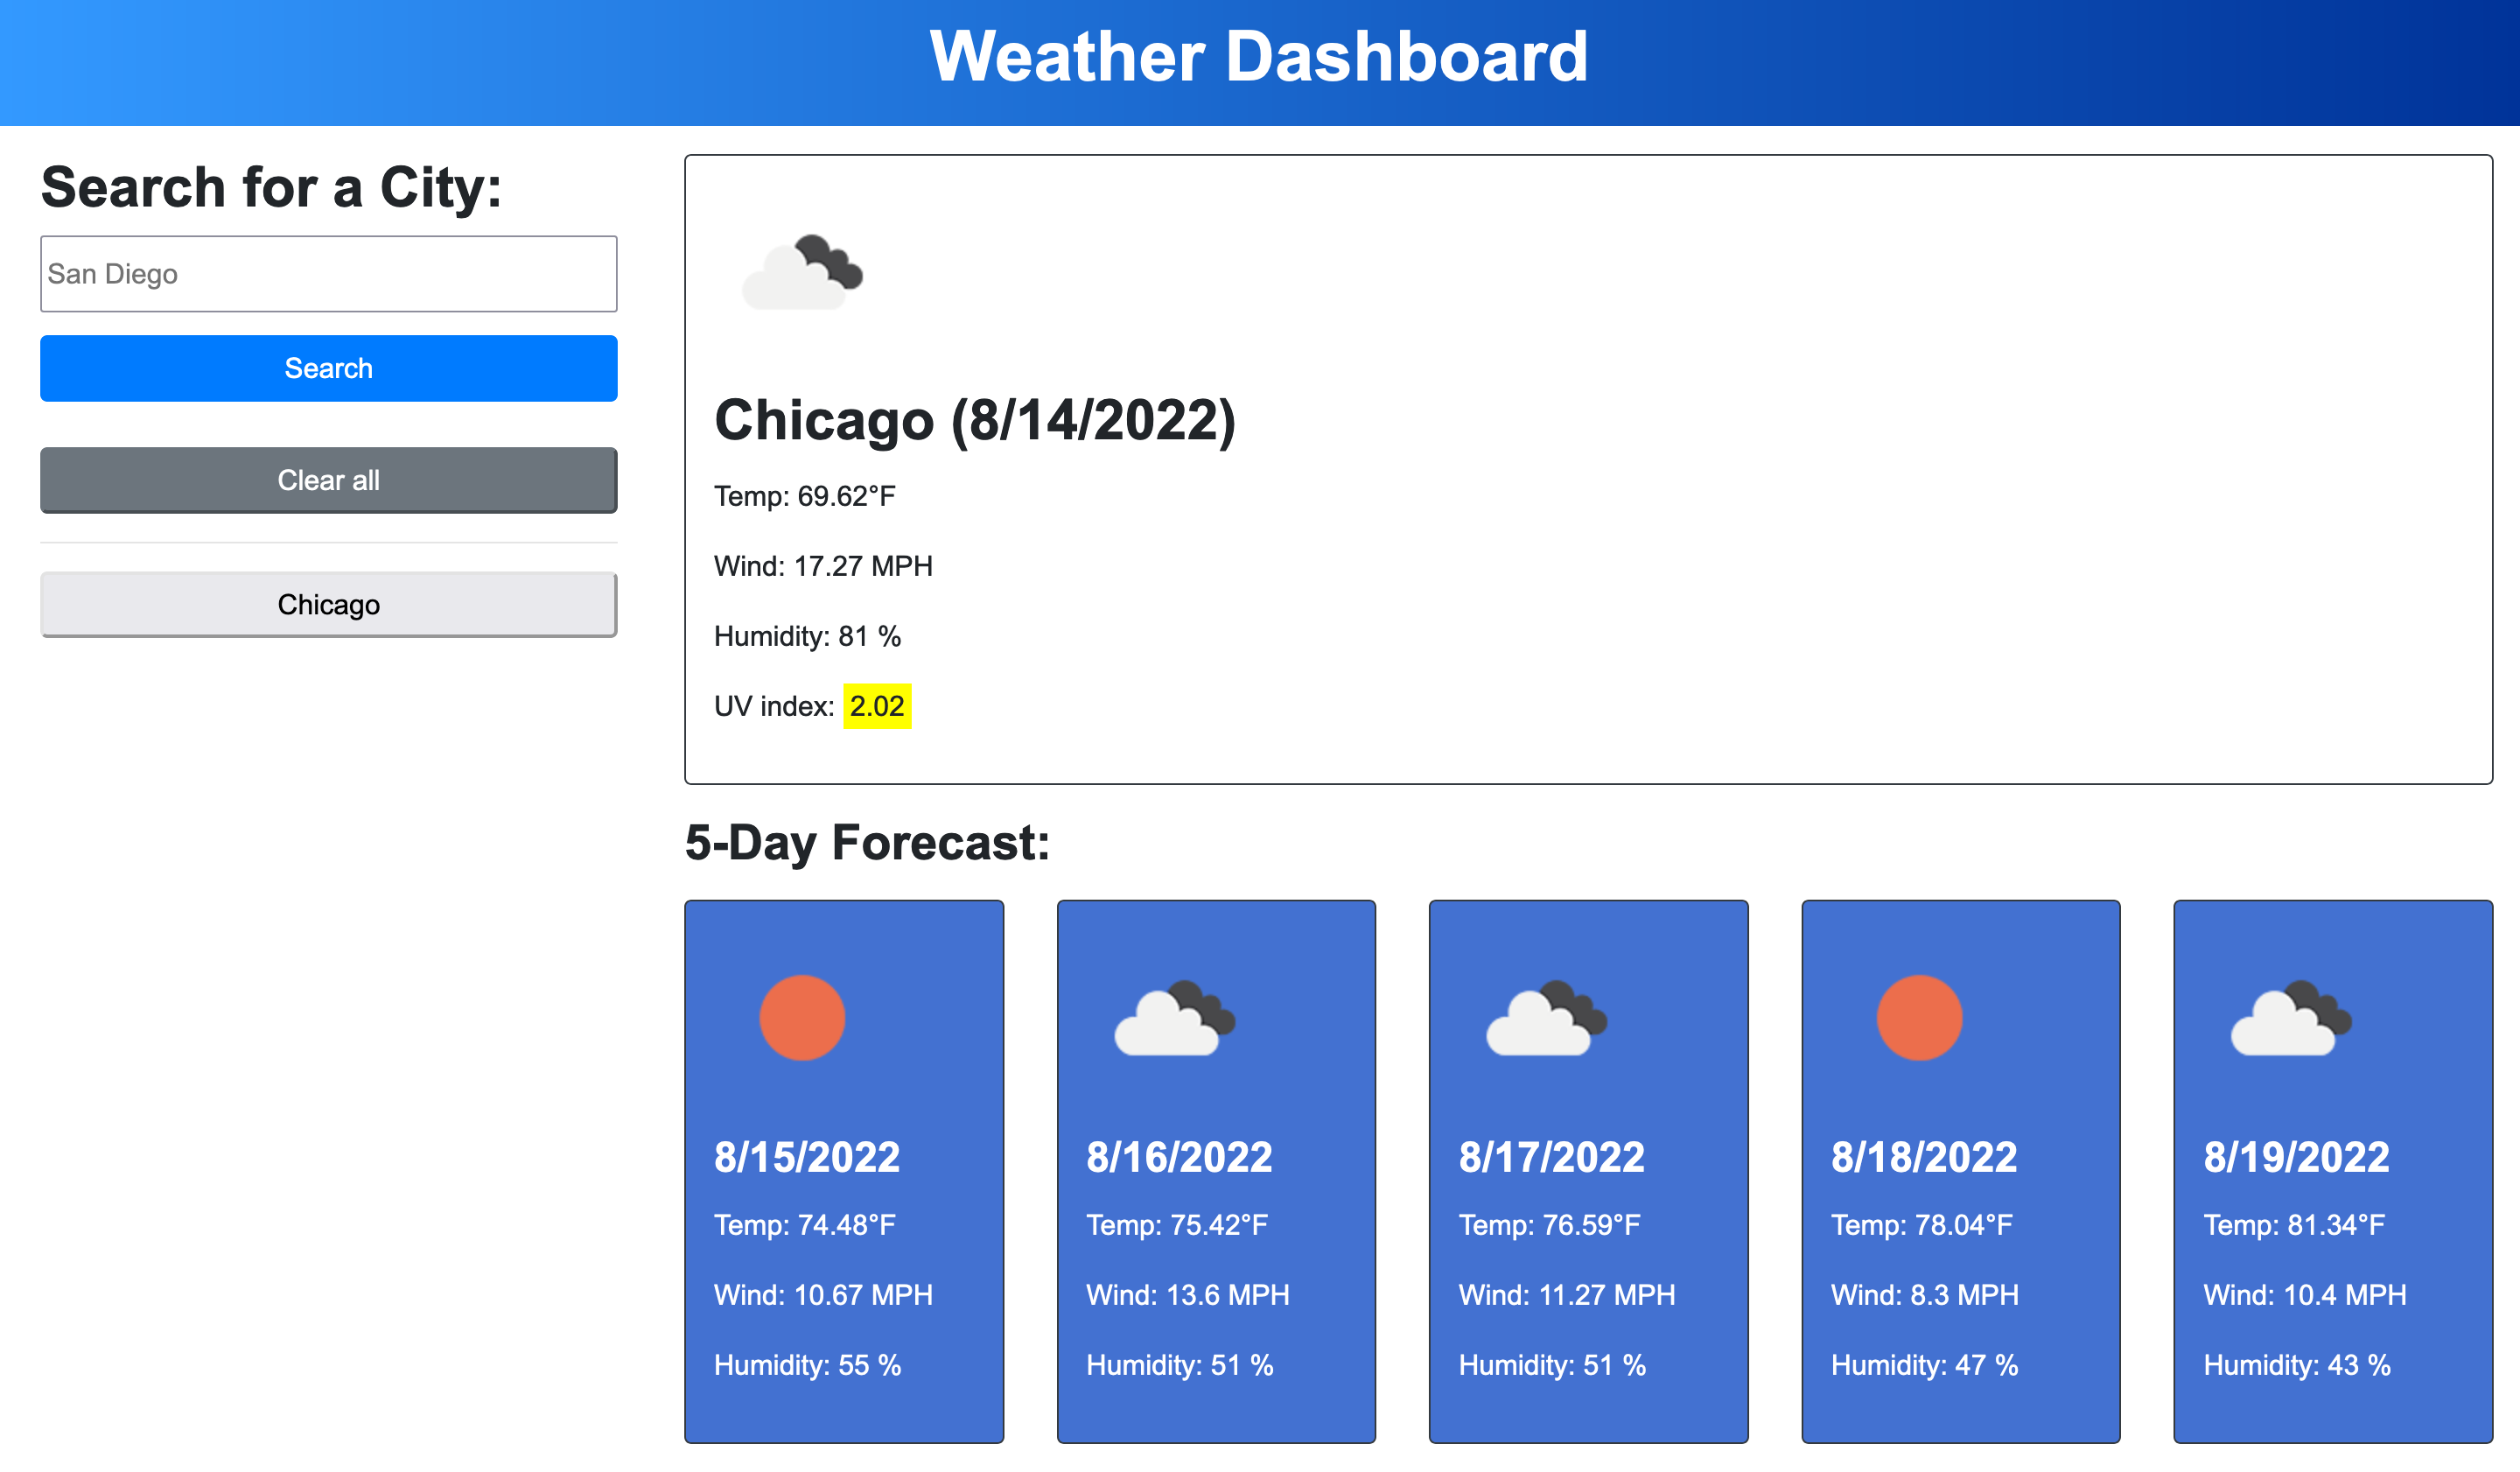 Weather Dashboard
Search for a City:
San Diego
Search
Clear all
Chicago
Chicago (8/14/2022)
Temp: 69.62°F
Wind: 17.27 MPH
Humidity: 81 %
UV index: 2.02
5-Day Forecast:
8/15/2022
Temp: 74.48°F
Wind: 10.67 MPH
Humidity: 55 %
8/16/2022
Temp: 75.42°F
Wind: 13.6 MPH
Humidity: 51 %
8/17/2022
Temp: 76.59°F
Wind: 11.27 MPH
Humidity: 51 %
8/18/2022
Temp: 78.04°F
Wind: 8.3 MPH
Humidity: 47 %
8/19/2022
Temp: 81.34°F
Wind: 10.4 MPH
Humidity: 43 %